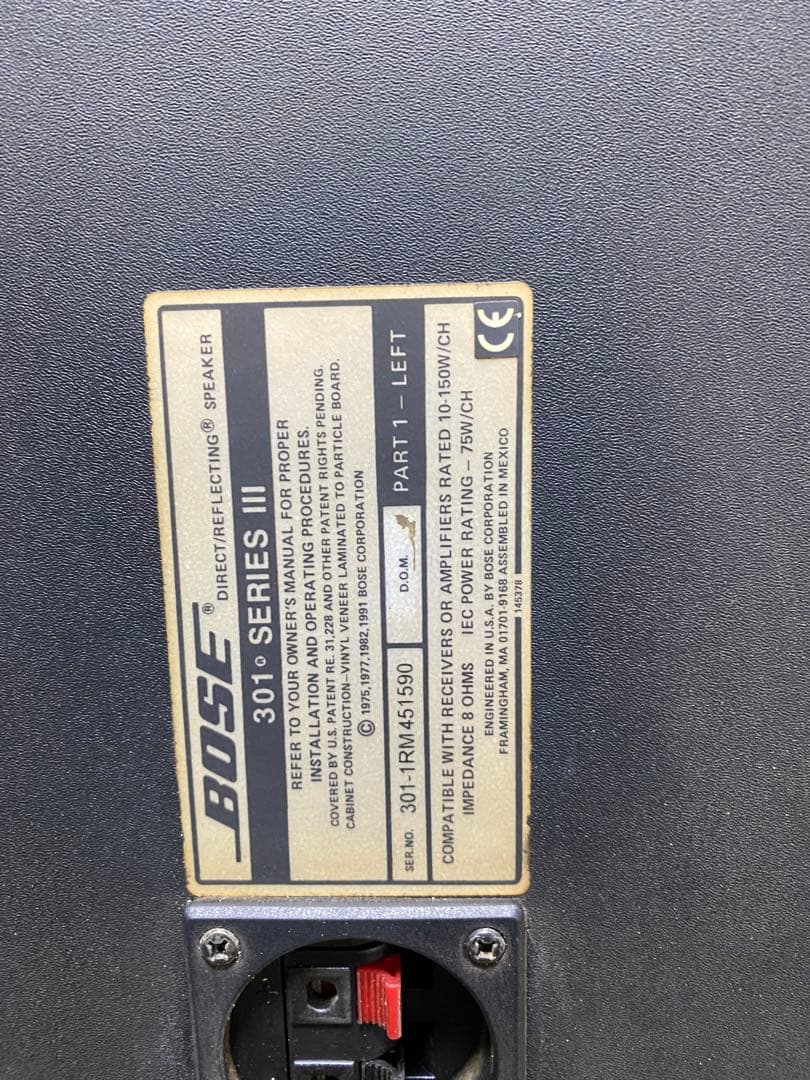 BOSE® DIRECT/REFLECTING® SPEAKER
301® SERIES III
REFER TO YOUR OWNER'S MANUAL FOR PROPER
INSTALLATION AND OPERATING PROCEDURES.
COVERED BY U.S. PATENT RE. 31,228 AND OTHER PATENT RIGHTS PENDING.
CABINET CONSTRUCTION–VINYL VENEER LAMINATED TO PARTICLE BOARD.
© 1975,1977,1982,1991 BOSE CORPORATION
SER.NO. 301-1RM451590 D.O.M. PART 1 – LEFT
COMPATIBLE WITH RECEIVERS OR AMPLIFIERS RATED 10-150W/CH
IMPEDANCE 8 OHMS IEC POWER RATING – 75W/CH
ENGINEERED IN U.S.A. BY BOSE CORPORATION
FRAMINGHAM, MA 01701-9168 ASSEMBLED IN MEXICO
145378
CE